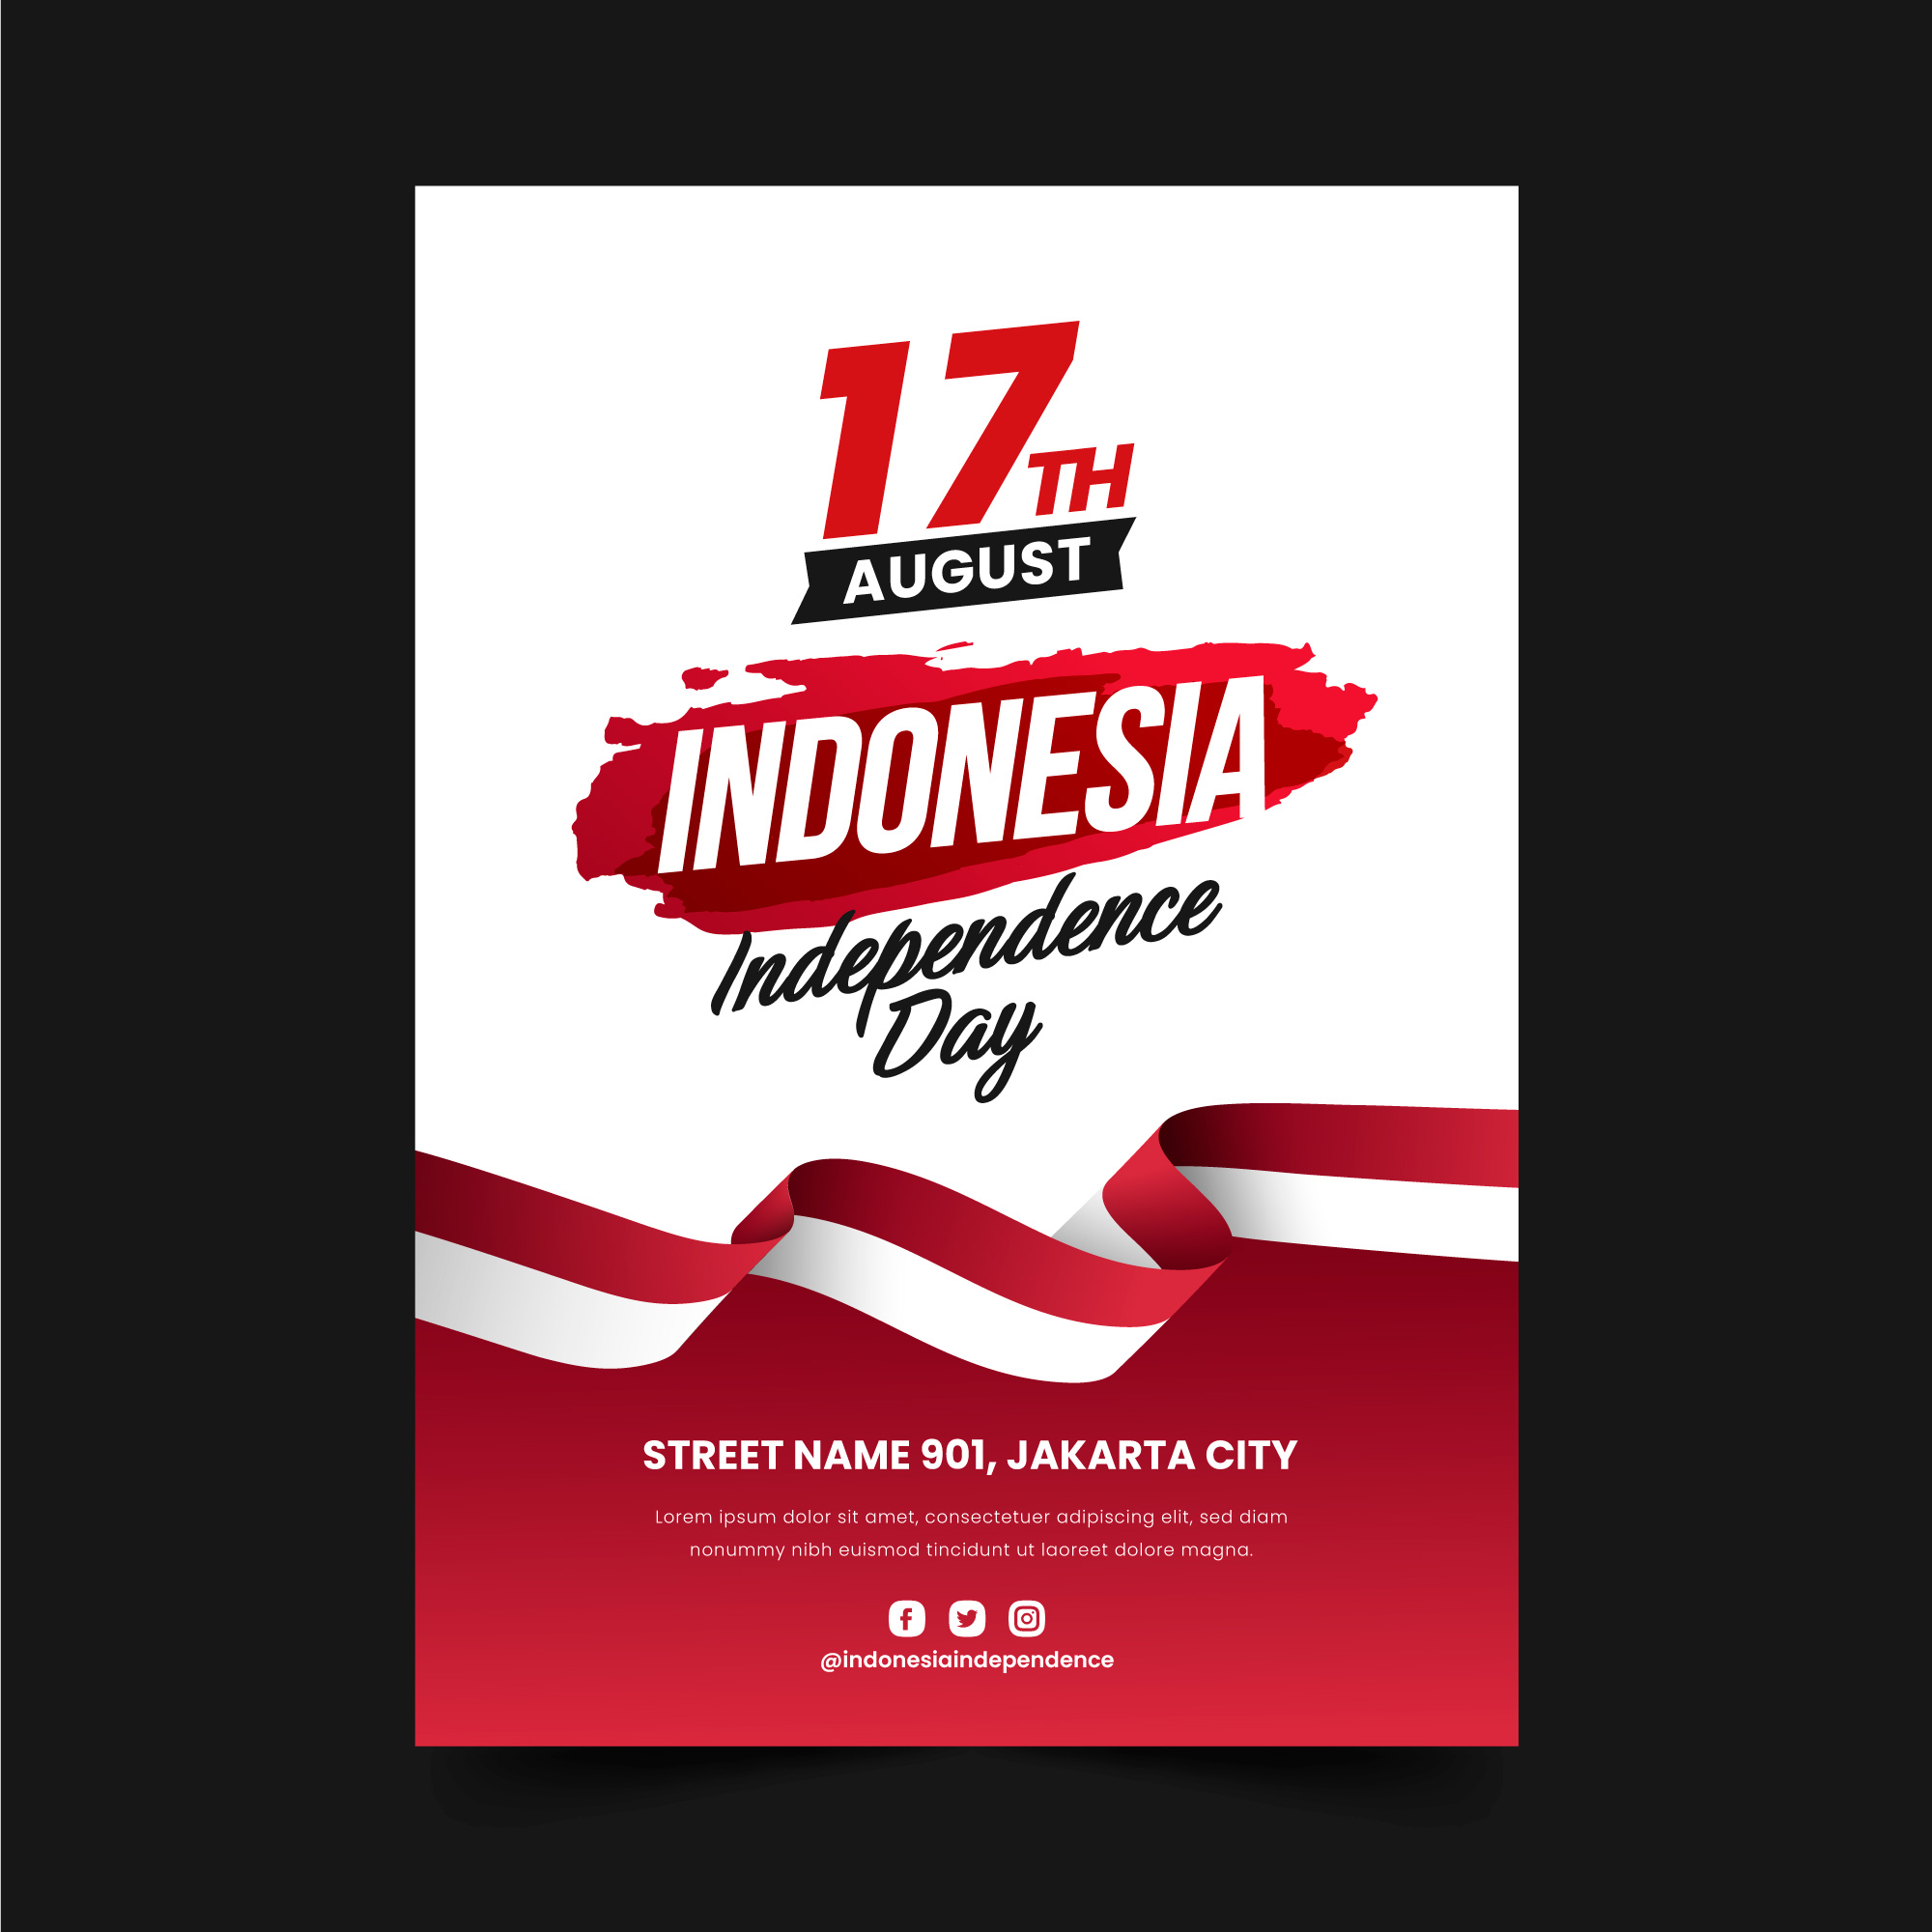 17TH
AUGUST
INDONESIA
Independence
Day
STREET NAME 901, JAKARTA CITY
Lorem ipsum dolor sit amet, consectetuer adipiscing elit, sed diam
nonummy nibh euismod tincidunt ut laoreet dolore magna.
@indonesiaindependence